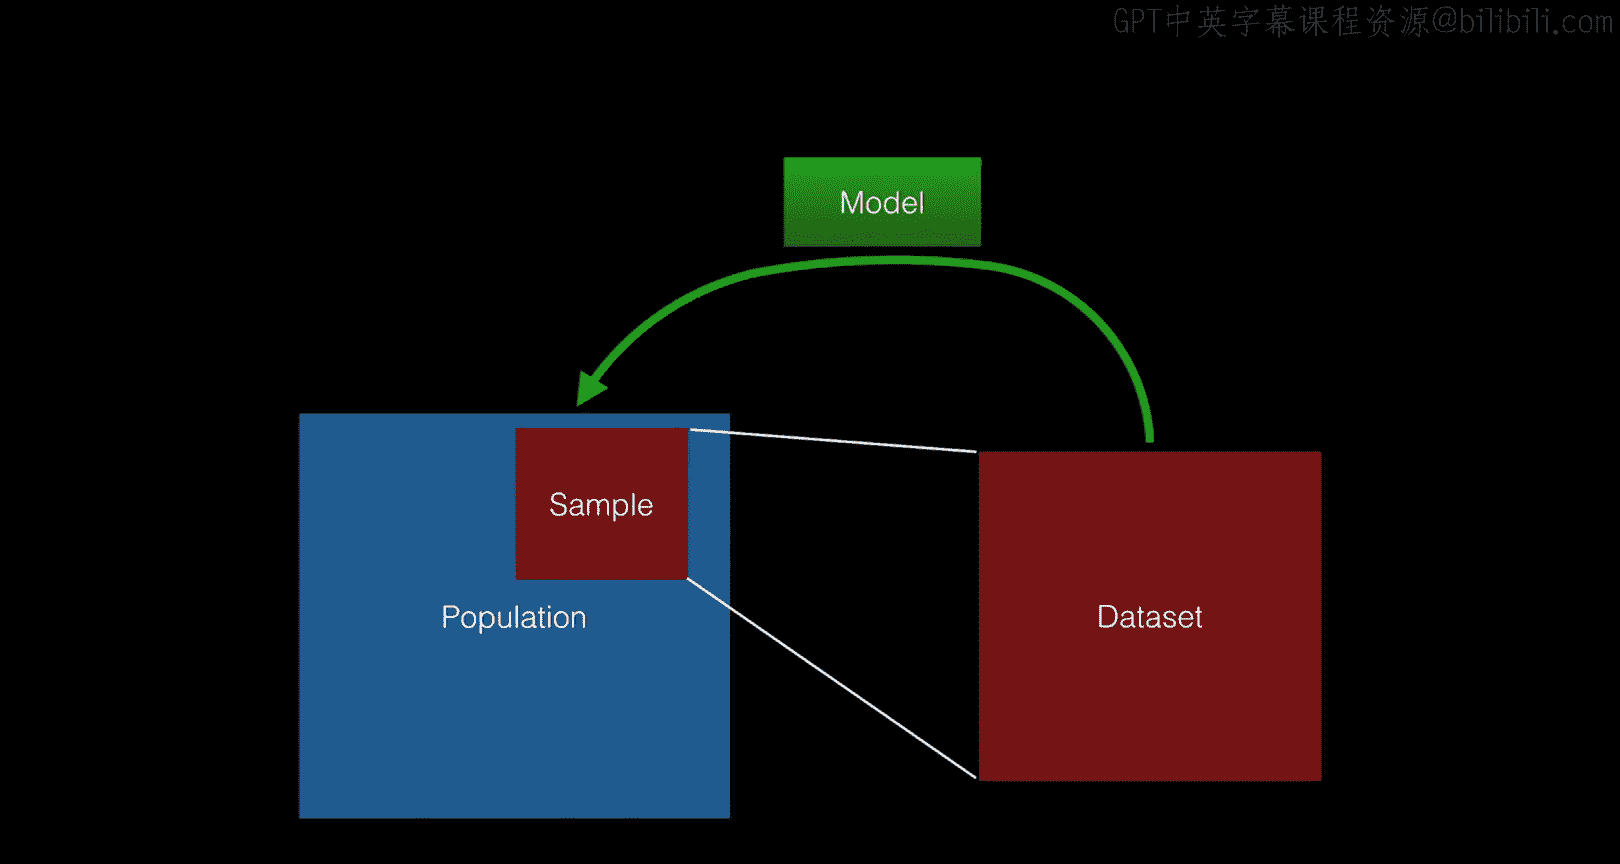 GPT中英字幕课程资源@bilibili.com
Model
Sample
Population
Dataset